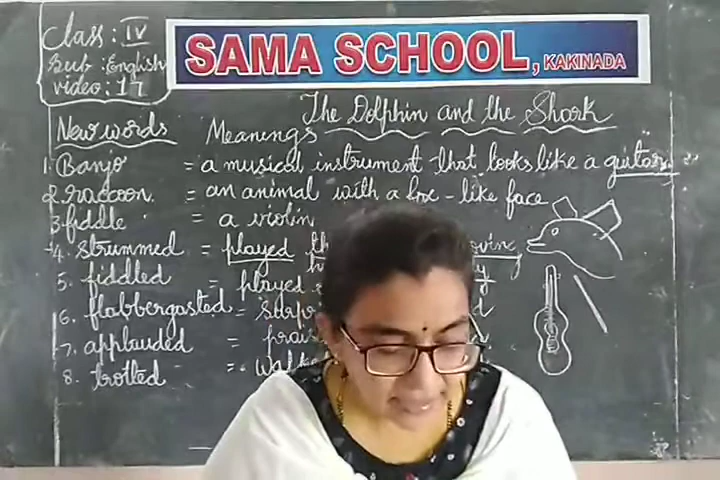 Class: IV
Sub: English
video: 17
SAMA SCHOOL, KAKINADA
The Dolphin and the Shark
New words
Meanings
1. Banjo = a musical instrument that looks like a guitar
2. raccoon = an animal with a fox-like face
3. fiddle = a violin
4. strummed = played
5. fiddled = played
6. flabbergasted =
7. applauded =
8. trotted =